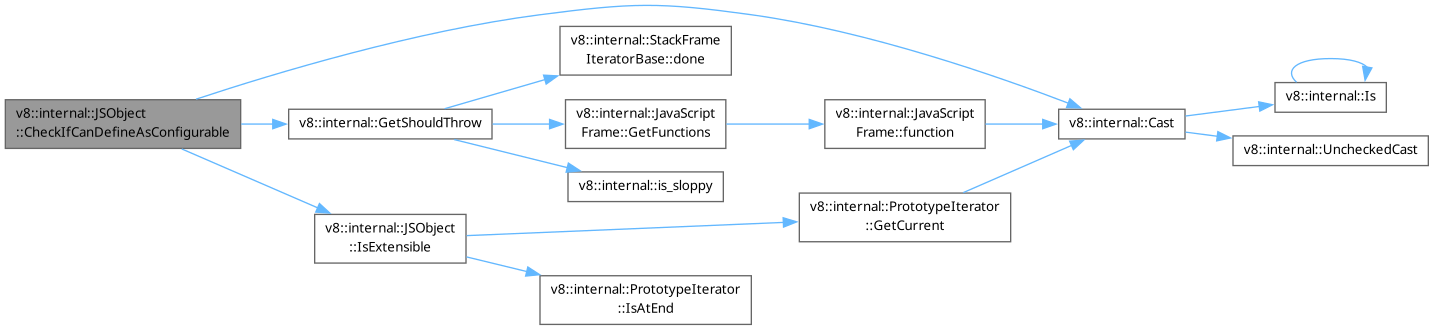 v8::internal::JSObject
::CheckIfCanDefineAsConfigurable
v8::internal::GetShouldThrow
v8::internal::StackFrame
IteratorBase::done
v8::internal::JavaScript
Frame::GetFunctions
v8::internal::is_sloppy
v8::internal::JavaScript
Frame::function
v8::internal::Cast
v8::internal::Is
v8::internal::UncheckedCast
v8::internal::JSObject
::IsExtensible
v8::internal::PrototypeIterator
::GetCurrent
v8::internal::PrototypeIterator
::IsAtEnd